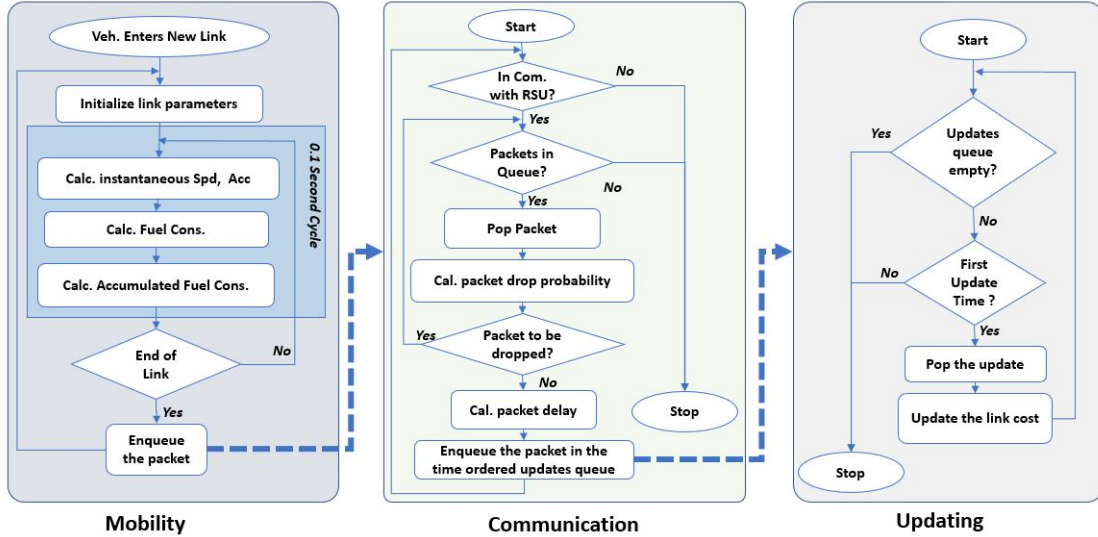 Veh. Enters New Link
Initialize link parameters
0.1 Second Cycle
Calc. instantaneous Spd, Acc
Calc. Fuel Cons.
Calc. Accumulated Fuel Cons.
End of
Link
No
Yes
Enqueue
the packet
Mobility
Start
In Com.
with RSU?
No
Yes
Packets in
Queue?
No
Yes
Pop Packet
Cal. packet drop probability
Packet to be
dropped?
Yes
No
Cal. packet delay
Stop
Enqueue the packet in the
time ordered updates queue
Communication
Start
Updates
queue
empty?
Yes
No
First
Update
Time ?
No
Yes
Pop the update
Update the link cost
Stop
Updating